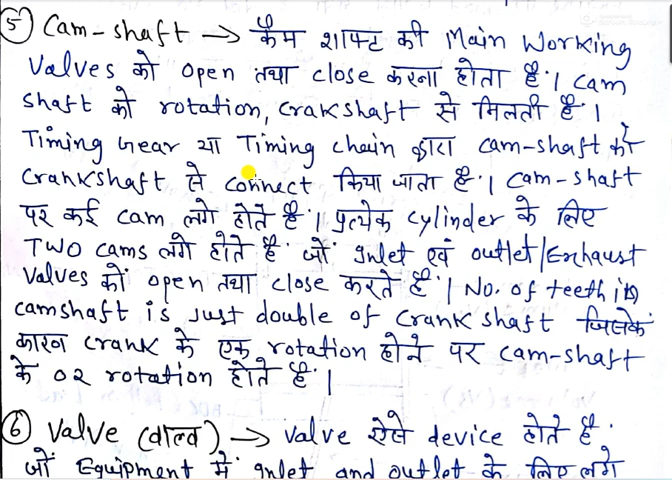 ⑤ Cam-shaft → कैम शाफ्ट की Main Working
Valves को open तथा close करना होता है। Cam
shaft को rotation, Crankshaft से मिलती है।
Timing Gear या Timing chain द्वारा cam-shaft को
Crankshaft से connect किया जाता है। Cam-shaft
पर कई cam लगे होते है। प्रत्येक cylinder के लिए
TWO cams लगे होते है जो Inlet एवं outlet/Exhaust
Valves को open तथा close करते है। No. of teeth in
camshaft is just double of crank shaft जिसके
कारन Crank के एक rotation होने पर cam-shaft
के 02 rotation होते है।
⑥ Valve (वाल्व) → Valve ऐसे device होते है
जो Equipment में Inlet and outlet के लिए लगे